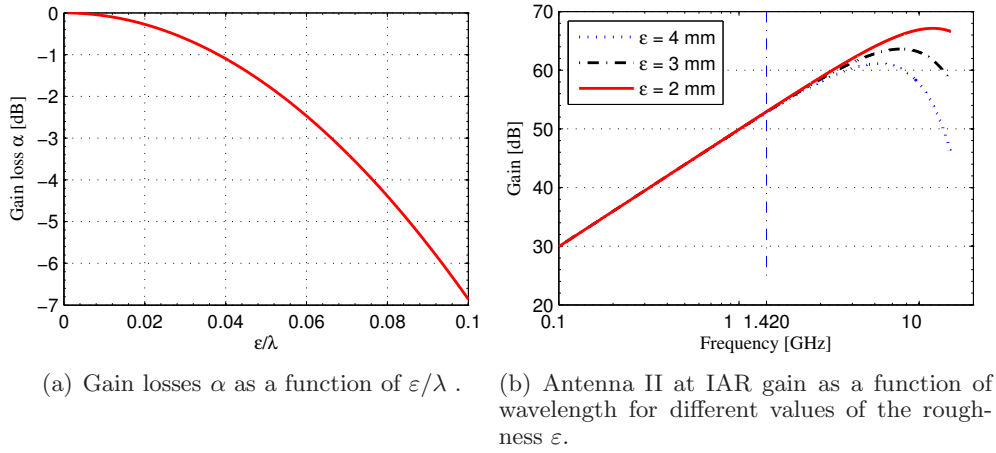 0
−1
−2
−3
−4
−5
−6
−7
Gain loss α [dB]
0 0.02 0.04 0.06 0.08 0.1
ε/λ
70
60
50
40
30
20
Gain [dB]
ε = 4 mm
ε = 3 mm
ε = 2 mm
0.1 1 1.420 10
Frequency [GHz]
(a) Gain losses α as a function of ε/λ .
(b) Antenna II at IAR gain as a function of
wavelength for different values of the rough-
ness ε.